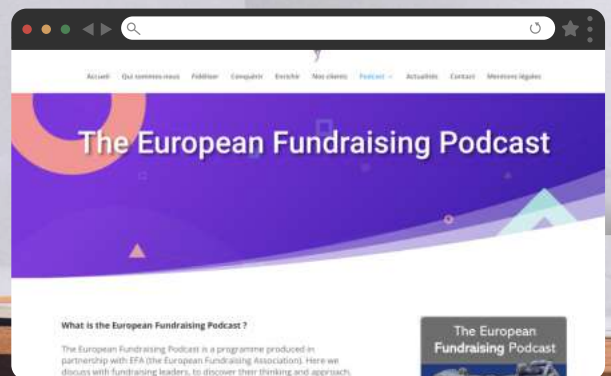 Accueil Qui sommes-nous Fidéliser Conquérir Enrichir Nos clients Podcast Actualités Contact Mentions légales
The European Fundraising Podcast
What is the European Fundraising Podcast ?
The European Fundraising Podcast is a programme produced in
partnership with EFA (the European Fundraising Association). Here we
discuss with fundraising leaders, to discover their thinking and approach.
The European
Fundraising Podcast